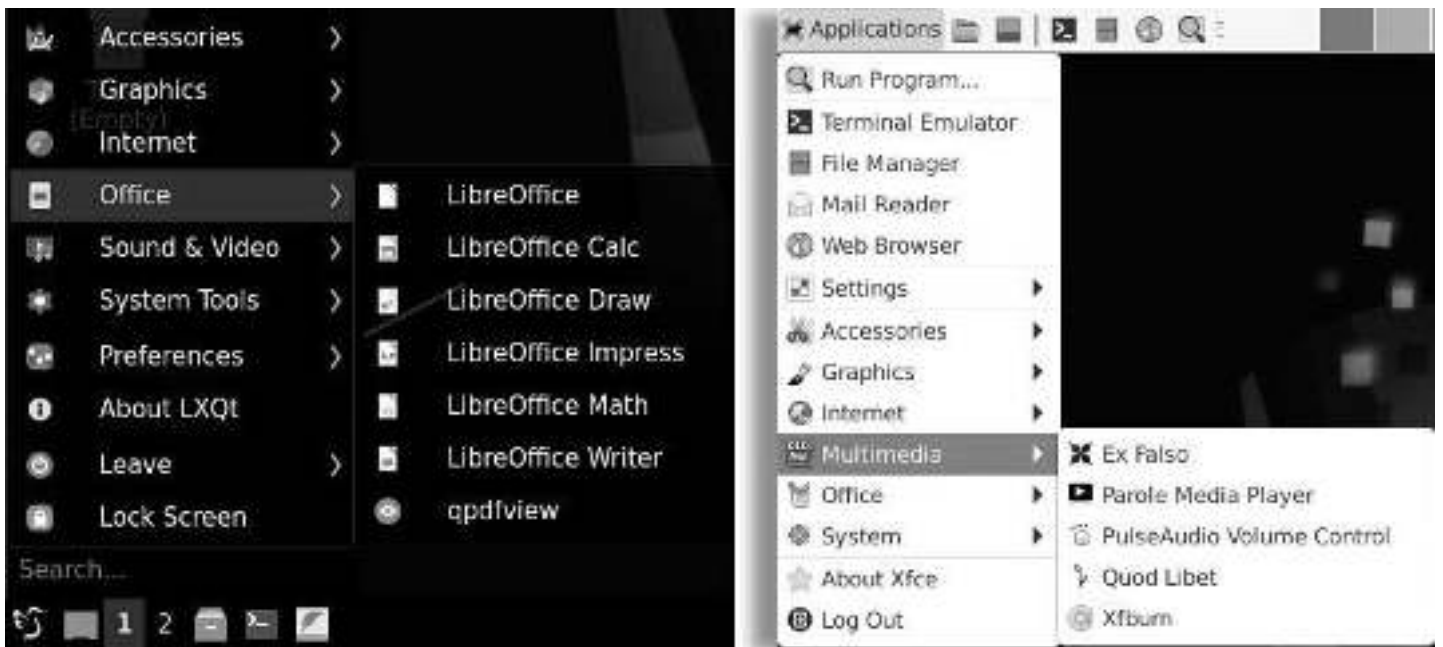 Accessories
Graphics
(Empty)
Internet
Office
Sound & Video
System Tools
Preferences
About LXQt
Leave
Lock Screen
Search...
1 2
LibreOffice
LibreOffice Calc
LibreOffice Draw
LibreOffice Impress
LibreOffice Math
LibreOffice Writer
qpdfview
Applications
Run Program...
Terminal Emulator
File Manager
Mail Reader
Web Browser
Settings
Accessories
Graphics
Internet
Multimedia
Office
System
About Xfce
Log Out
Ex Falso
Parole Media Player
PulseAudio Volume Control
Quod Libet
Xfburn